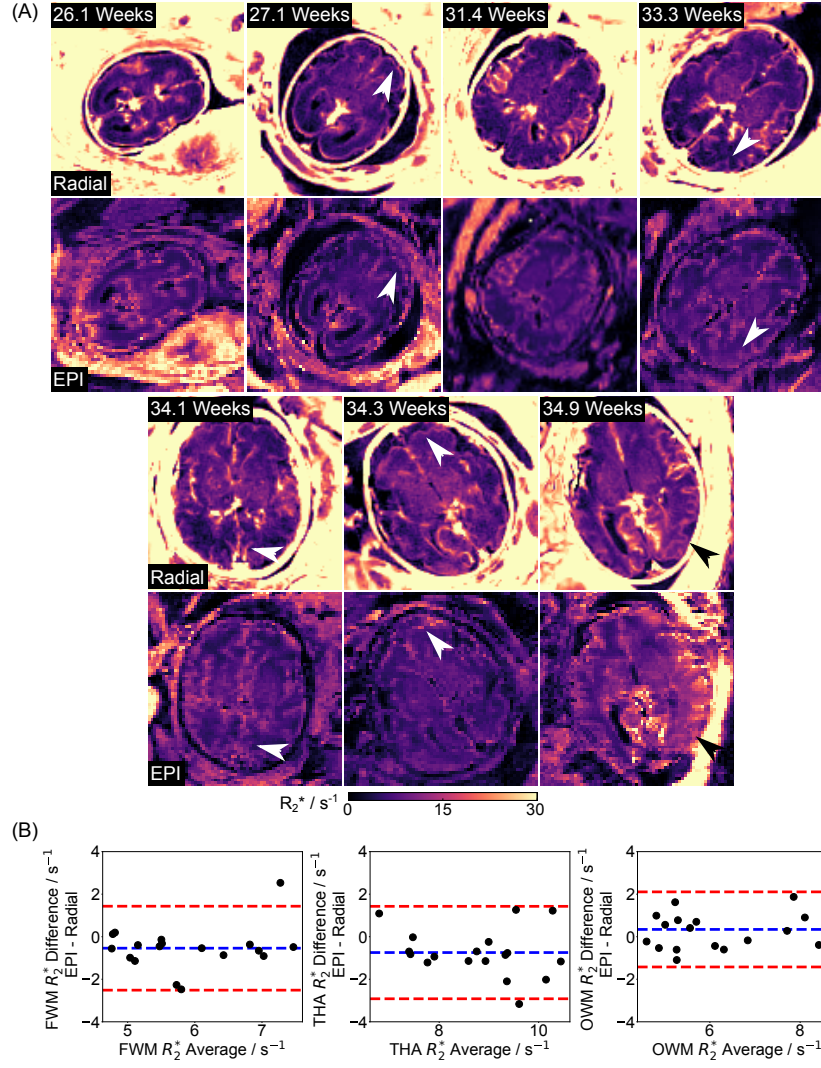 (A)
26.1 Weeks 27.1 Weeks 31.4 Weeks 33.3 Weeks
Radial
EPI
34.1 Weeks 34.3 Weeks 34.9 Weeks
Radial
EPI
R₂* / s⁻¹ 0 15 30
(B)
FWM R₂* Difference / s⁻¹
EPI - Radial
4
2
0
−2
−4
5 6 7
FWM R₂* Average / s⁻¹
THA R₂* Difference / s⁻¹
EPI - Radial
4
2
0
−2
−4
8 10
THA R₂* Average / s⁻¹
OWM R₂* Difference / s⁻¹
EPI - Radial
4
2
0
−2
−4
6 8
OWM R₂* Average / s⁻¹